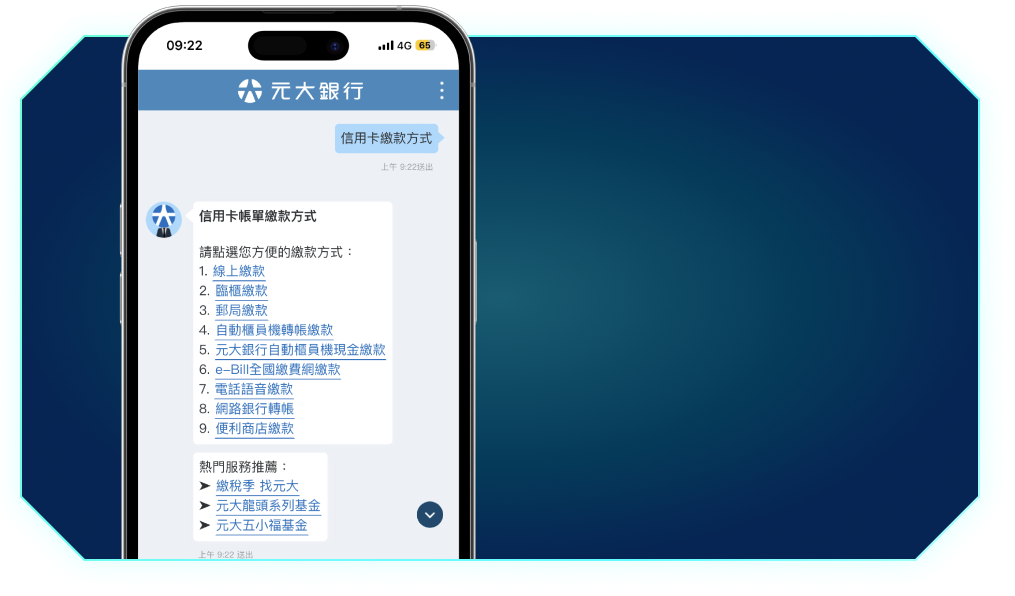 09:22
4G 65
元大銀行
信用卡繳款方式
上午 9:22送出
信用卡帳單繳款方式
請點選您方便的繳款方式：
1. 線上繳款
2. 臨櫃繳款
3. 郵局繳款
4. 自動櫃員機轉帳繳款
5. 元大銀行自動櫃員機現金繳款
6. e-Bill全國繳費網繳款
7. 電話語音繳款
8. 網路銀行轉帳
9. 便利商店繳款
熱門服務推薦：
➤ 繳稅季 找元大
➤ 元大龍頭系列基金
➤ 元大五小福基金
上午 9:22 送出